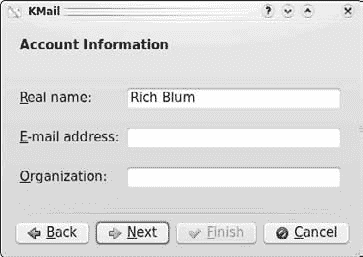 KMail
Account Information
Real name: Rich Blum
E-mail address:
Organization:
Back Next Finish Cancel